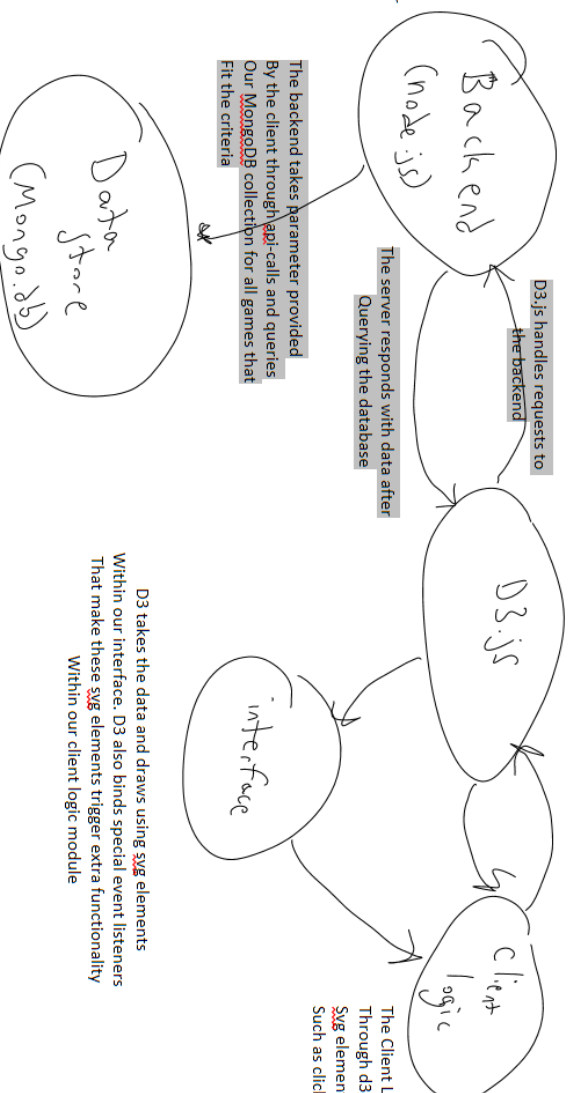 Backend
(node.js)
D3.js handles requests to
the backend
The server responds with data after
Querying the database
The backend takes parameter provided
By the client through api-calls and queries
Our MongoDB collection for all games that
Fit the criteria
Data
Store
(Mongo.db)
D3.js
interface
Client
logic
D3 takes the data and draws using svg elements
Within our interface. D3 also binds special event listeners
That make these svg elements trigger extra functionality
Within our client logic module
The Client L
Through d3
Svg elemen
Such as clic